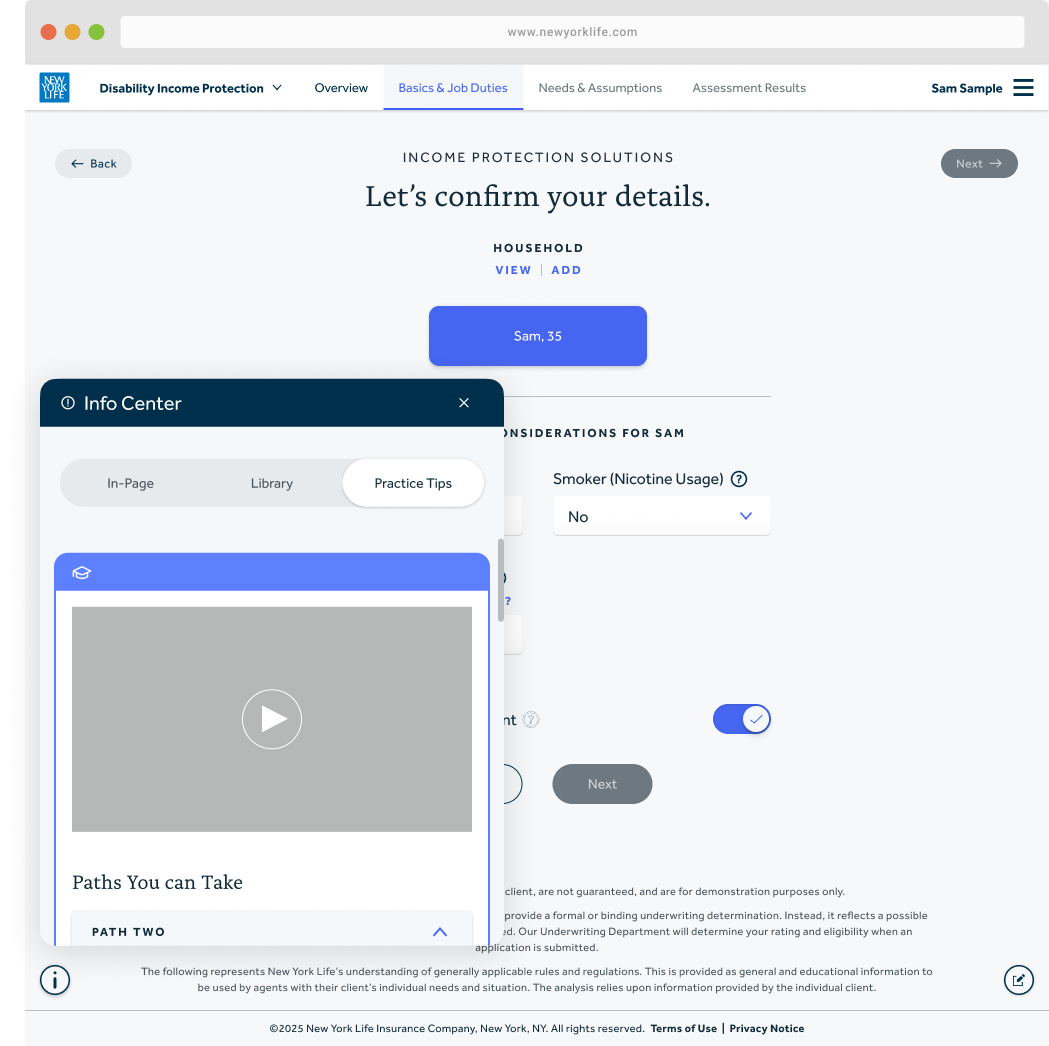 www.newyorklife.com
NEW
YORK
LIFE
Disability Income Protection
Overview
Basics & Job Duties
Needs & Assumptions
Assessment Results
Sam Sample
Back
INCOME PROTECTION SOLUTIONS
Next
Let’s confirm your details.
HOUSEHOLD
VIEW | ADD
Sam, 35
Info Center
ONSIDERATIONS FOR SAM
In-Page
Library
Practice Tips
Smoker (Nicotine Usage) ?
No
)
?
nt ?
Next
Paths You can Take
PATH TWO
client, are not guaranteed, and are for demonstration purposes only.
provide a formal or binding underwriting determination. Instead, it reflects a possible
ed. Our Underwriting Department will determine your rating and eligibility when an
application is submitted.
The following represents New York Life’s understanding of generally applicable rules and regulations. This is provided as general and educational information to
be used by agents with their client’s individual needs and situation. The analysis relies upon information provided by the individual client.
©2025 New York Life Insurance Company, New York, NY. All rights reserved. Terms of Use | Privacy Notice